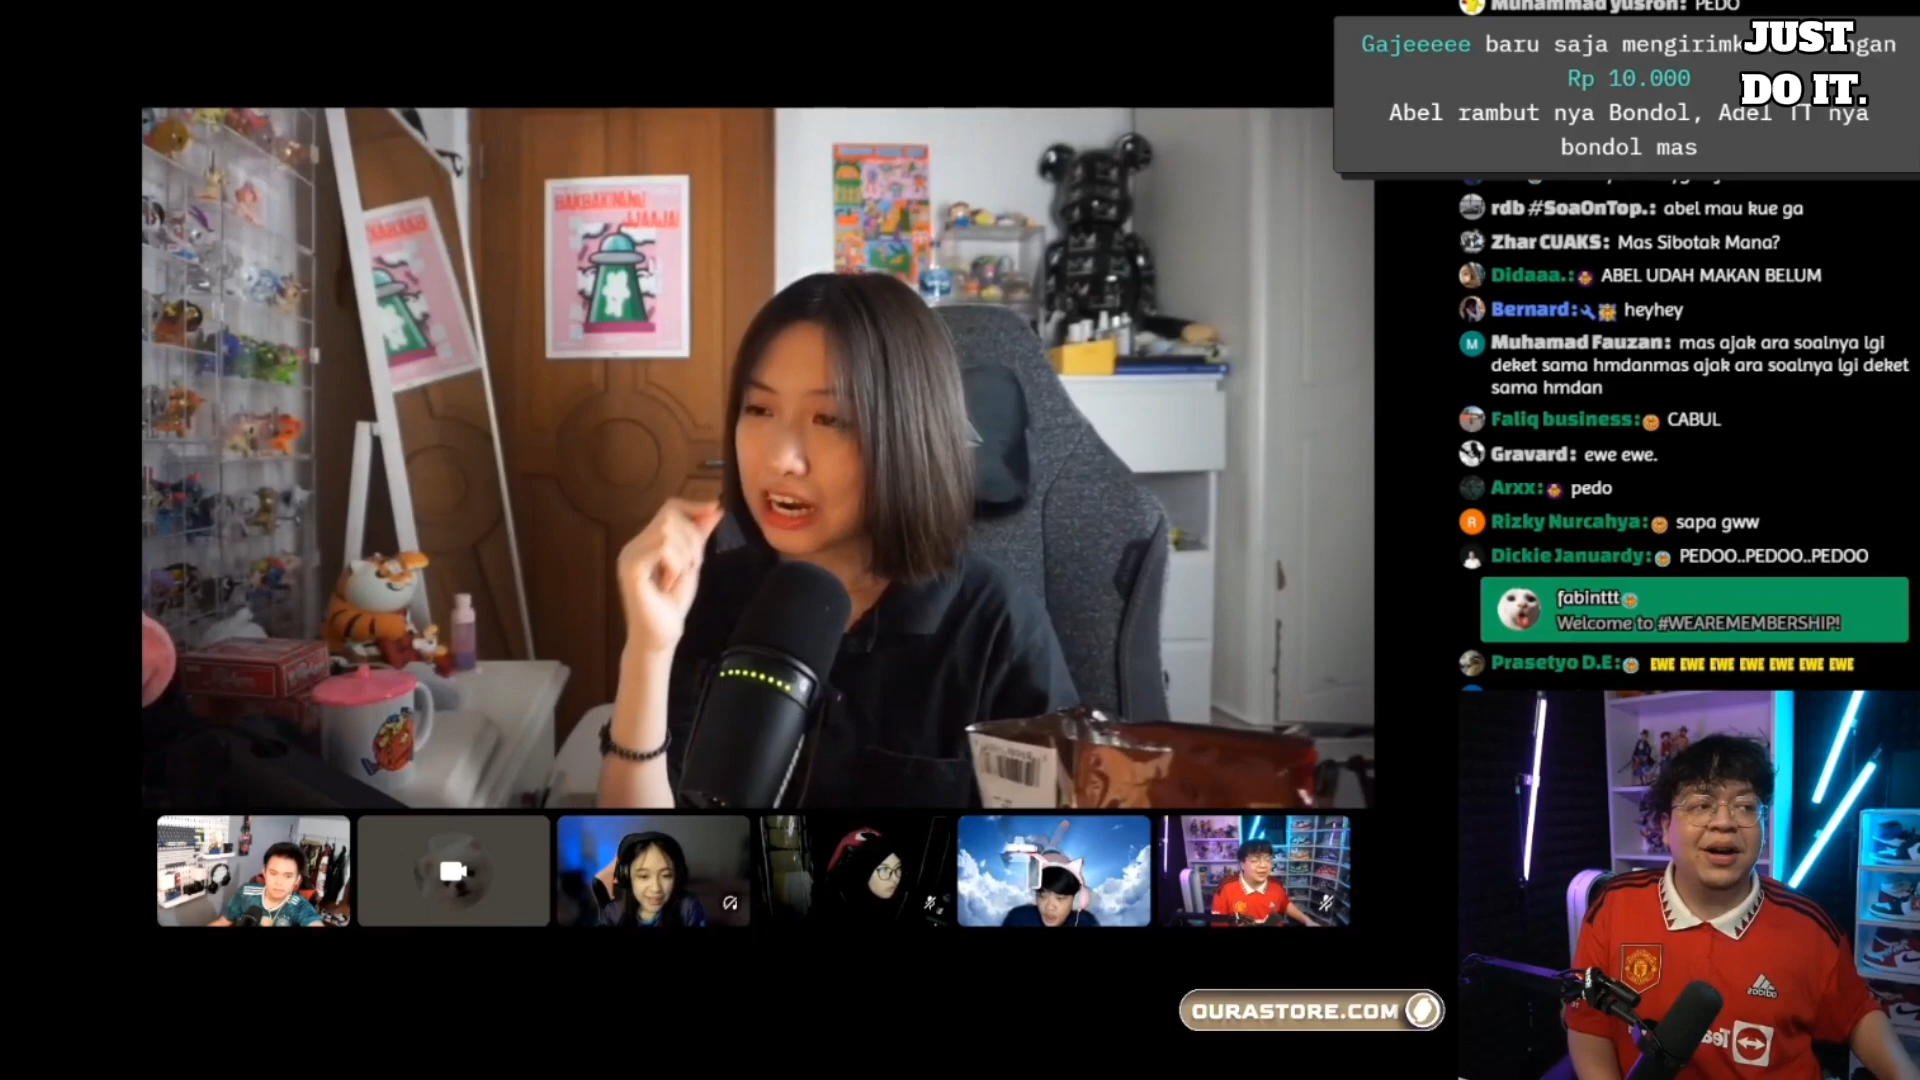 Muhammad yusron: PEDO
JUST
DO IT.
Gajeeeee baru saja mengirimk ngan
Rp 10.000
Abel rambut nya Bondol, Adel TT nya
bondol mas
rdb #SoaOnTop.: abel mau kue ga
Zhar CUAKS: Mas Sibotak Mana?
Didaaa.: ABEL UDAH MAKAN BELUM
Bernard: heyhey
M Muhamad Fauzan: mas ajak ara soalnya lgi
deket sama hmdanmas ajak ara soalnya lgi deket
sama hmdan
Faliq business: CABUL
Gravard: ewe ewe.
Arxx: pedo
R Rizky Nurcahya: sapa gww
Dickie Januardy: PEDOO..PEDOO..PEDOO
fabinttt
Welcome to #WEAREMEMBERSHIP!
Prasetyo D.E: EWE EWE EWE EWE EWE EWE EWE
OURASTORE.COM
adidas
Tea